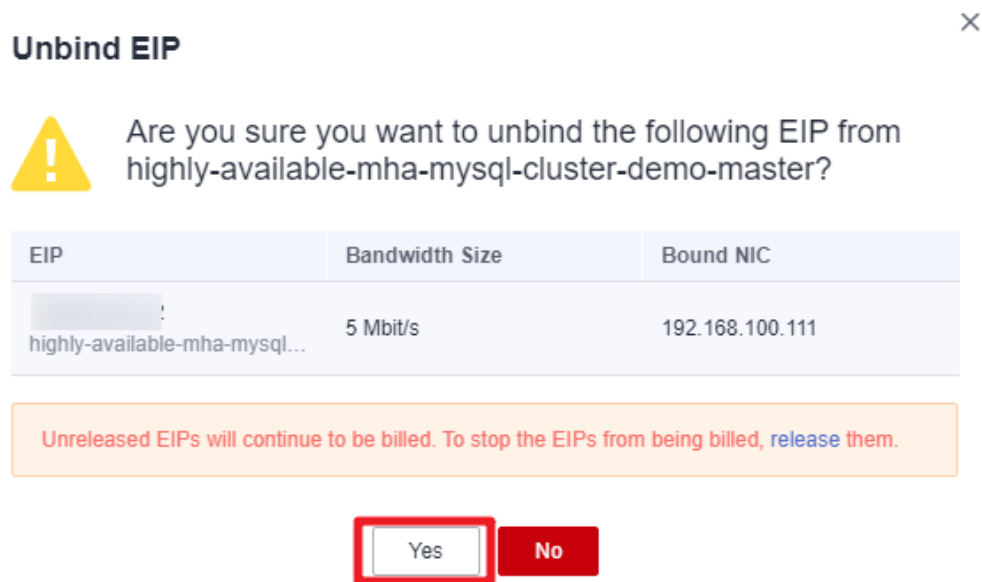 Unbind EIP
Are you sure you want to unbind the following EIP from
highly-available-mha-mysql-cluster-demo-master?
EIP Bandwidth Size Bound NIC
highly-available-mha-mysql... 5 Mbit/s 192.168.100.111
Unreleased EIPs will continue to be billed. To stop the EIPs from being billed, release them.
Yes No